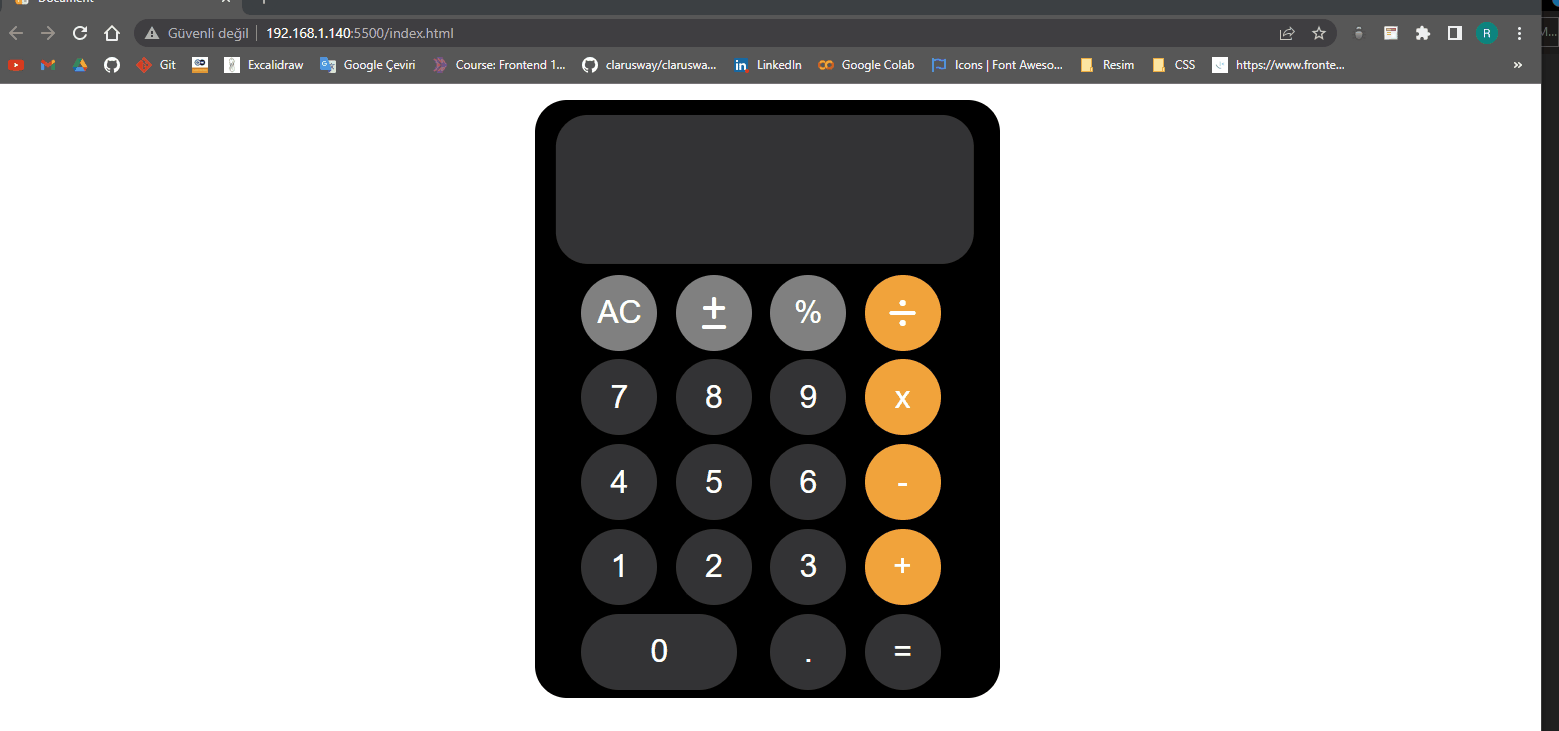 Document
Güvenli değil 192.168.1.140:5500/index.html
R
M...
Git Excalidraw Google Çeviri Course: Frontend 1... clarusway/claruswa... in LinkedIn Google Colab Icons | Font Aweso... Resim CSS https://www.fronte... »
AC ± % ÷
7 8 9 x
4 5 6 -
1 2 3 +
0 . =